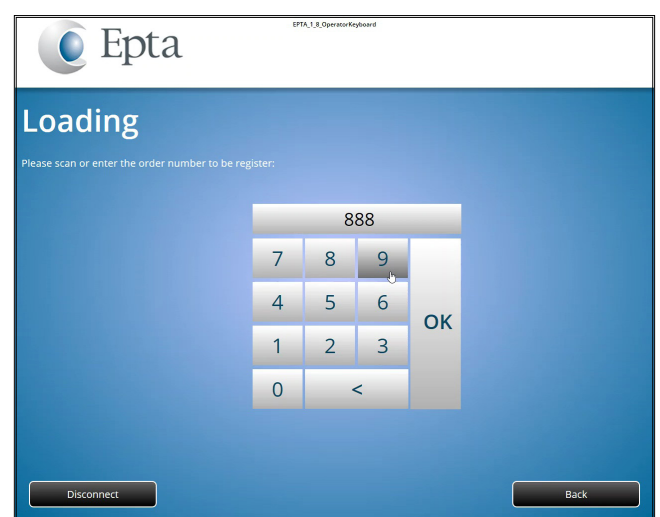 EPTA_1_8_OperatorKeyboard
Epta
Loading
Please scan or enter the order number to be register:
888
7 8 9
4 5 6
OK
1 2 3
0 <
Disconnect Back